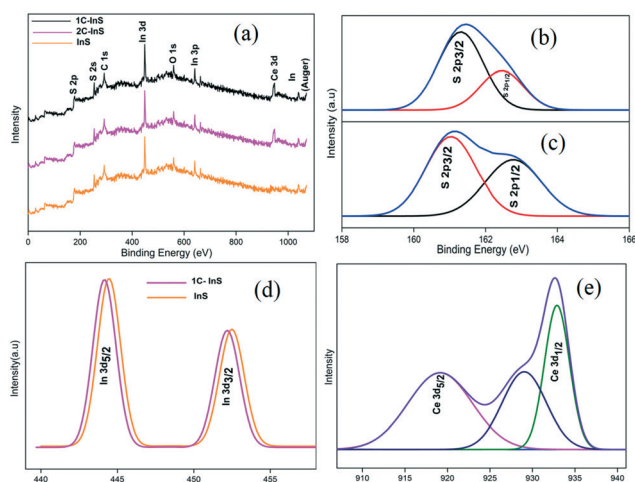 1C-InS
2C-InS
InS
(a)
S 2p
S 2s
C 1s
In 3d
O 1s
In 3p
Ce 3d
In
(Auger)
Intensity
0 200 400 600 800 1000
Binding Energy (eV)
(b)
S 2p3/2
S 2p1/2
(c)
S 2p3/2
S 2p1/2
Intensity (a.u)
158 160 162 164 166
Binding Energy (eV)
1C- InS
InS
(d)
In 3d5/2
In 3d3/2
Intensity(a.u)
440 445 450 455
(e)
Ce 3d5/2
Ce 3d1/2
Intensity
910 915 920 925 930 935 940